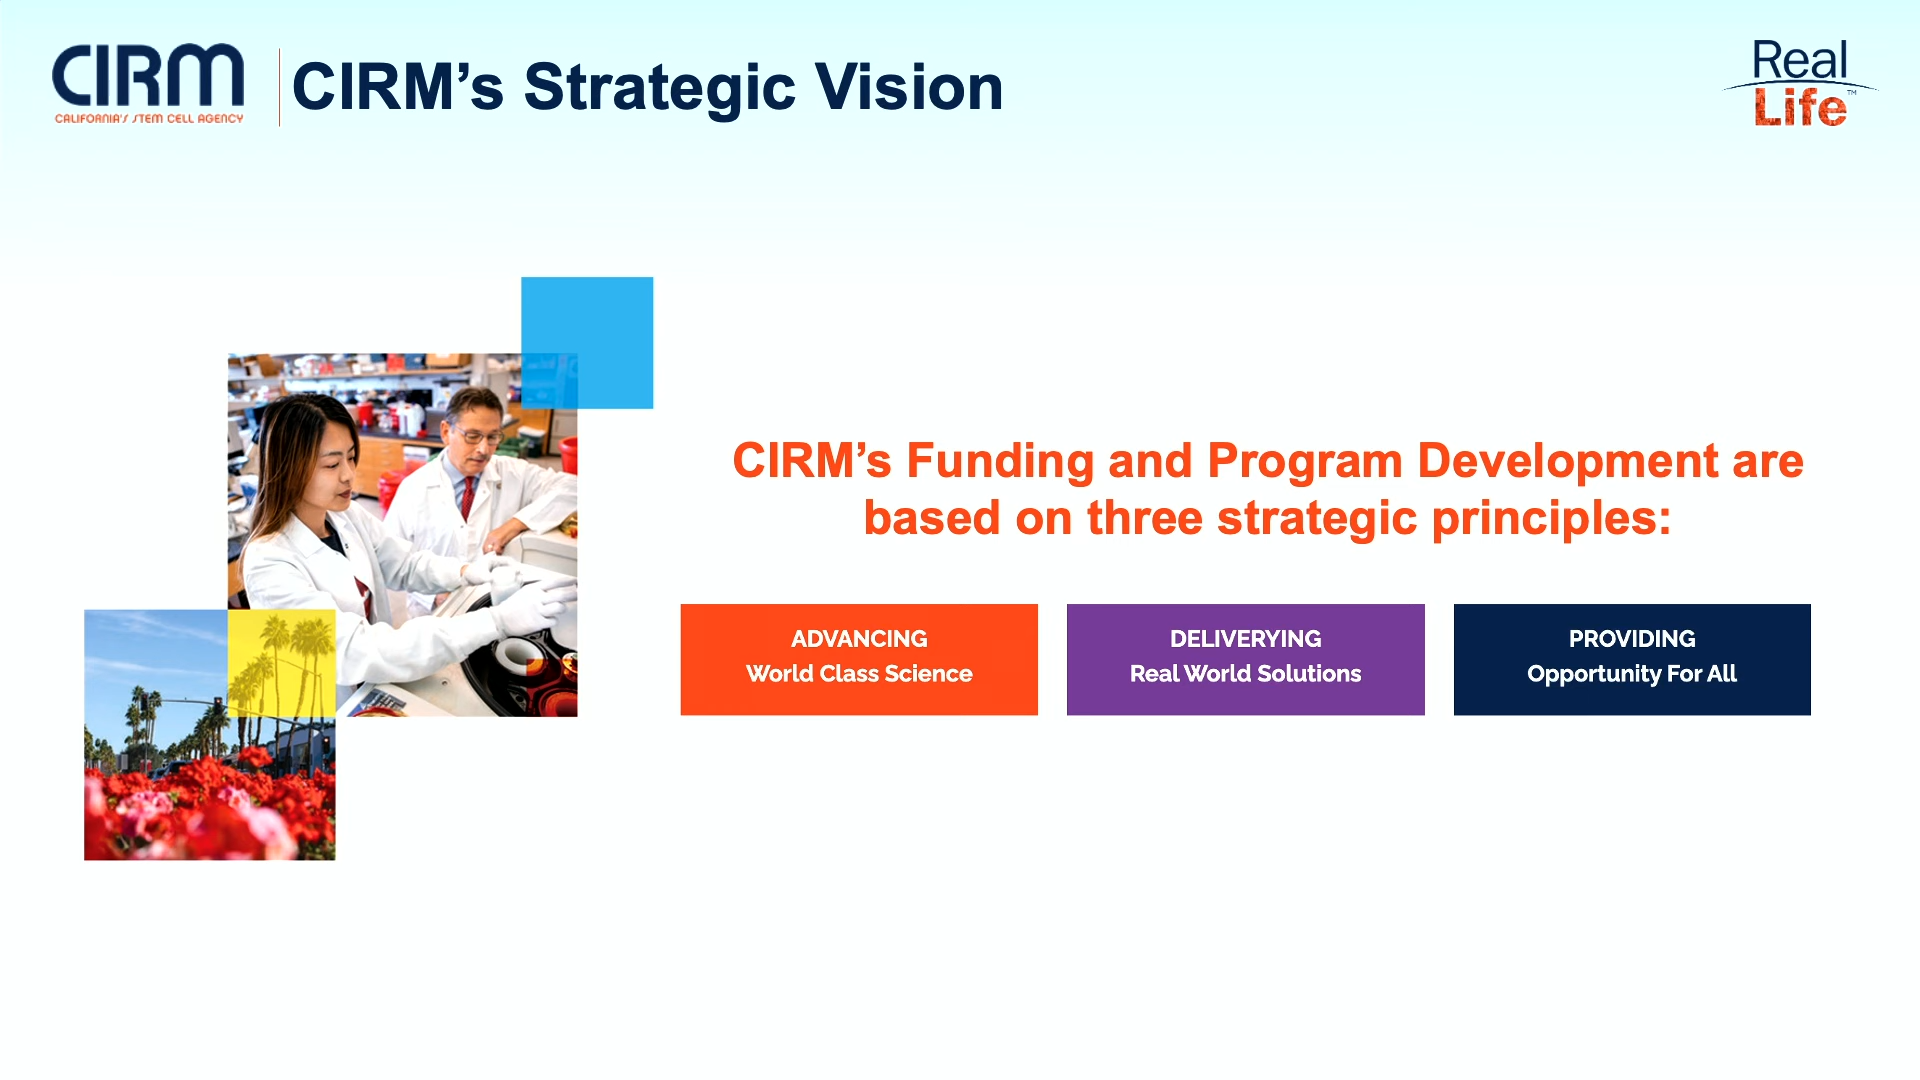 CIRM
CALIFORNIA'S STEM CELL AGENCY
CIRM’s Strategic Vision
Real
Life™
CIRM’s Funding and Program Development are
based on three strategic principles:
ADVANCING
World Class Science
DELIVERYING
Real World Solutions
PROVIDING
Opportunity For All